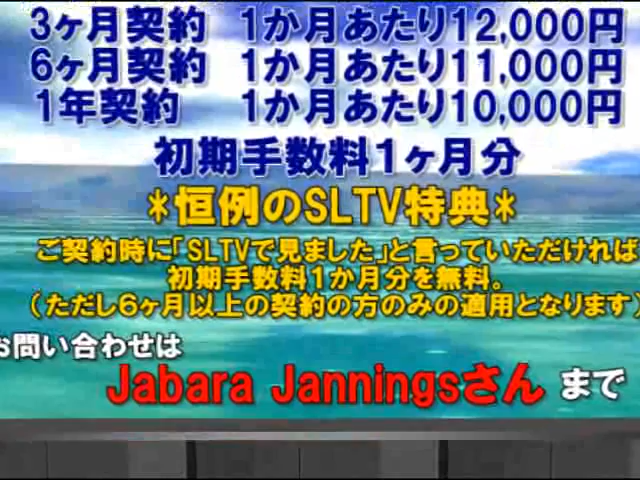 3ヶ月契約 1か月あたり12,000円
6ヶ月契約 1か月あたり11,000円
1年契約 1か月あたり10,000円
初期手数料1ヶ月分
*恒例のSLTV特典*
ご契約時に「SLTVで見ました」と言っていただければ
初期手数料1か月分を無料。
(ただし6ヶ月以上の契約の方のみの適用となります)
お問い合わせは
Jabara Janningsさん まで